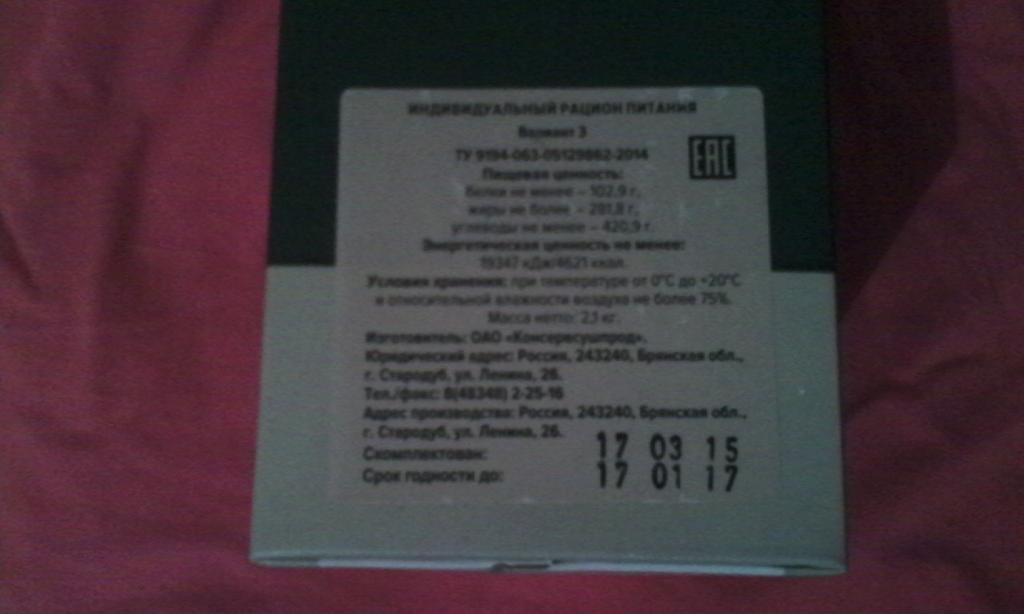 ИНДИВИДУАЛЬНЫЙ РАЦИОН ПИТАНИЯ
Вариант 3
ТУ 9194-063-05129862-2014
EAC
Пищевая ценность:
белки не менее – 102,9 г,
жиры не более – 281,8 г,
углеводы не менее – 420,9 г.
Энергетическая ценность не менее:
19347 кДж/4621 ккал.
Условия хранения: при температуре от 0°С до +20°С
и относительной влажности воздуха не более 75%.
Масса нетто: 2,1 кг.
Изготовитель: ОАО «Консервсушпрод».
Юридический адрес: Россия, 243240, Брянская обл.,
г. Стародуб, ул. Ленина, 26.
Тел./факс: 8(48348) 2-25-16
Адрес производства: Россия, 243240, Брянская обл.,
г. Стародуб, ул. Ленина, 26.
Скомплектован: 17 03 15
Срок годности до: 17 01 17